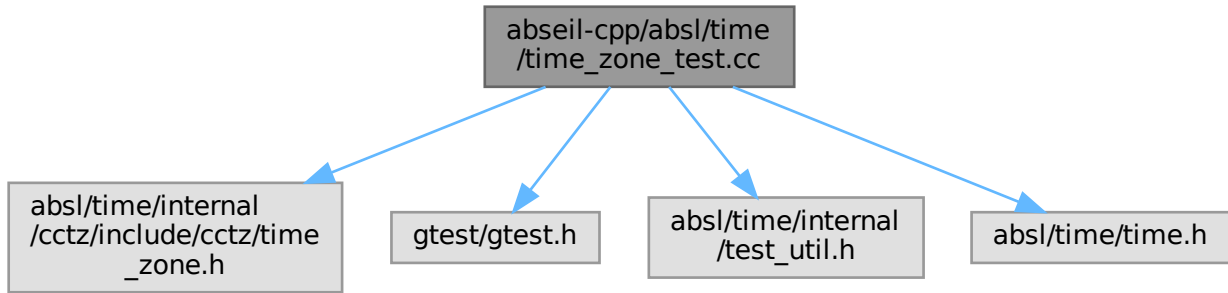 abseil-cpp/absl/time
/time_zone_test.cc
absl/time/internal
/cctz/include/cctz/time
_zone.h
gtest/gtest.h
absl/time/internal
/test_util.h
absl/time/time.h